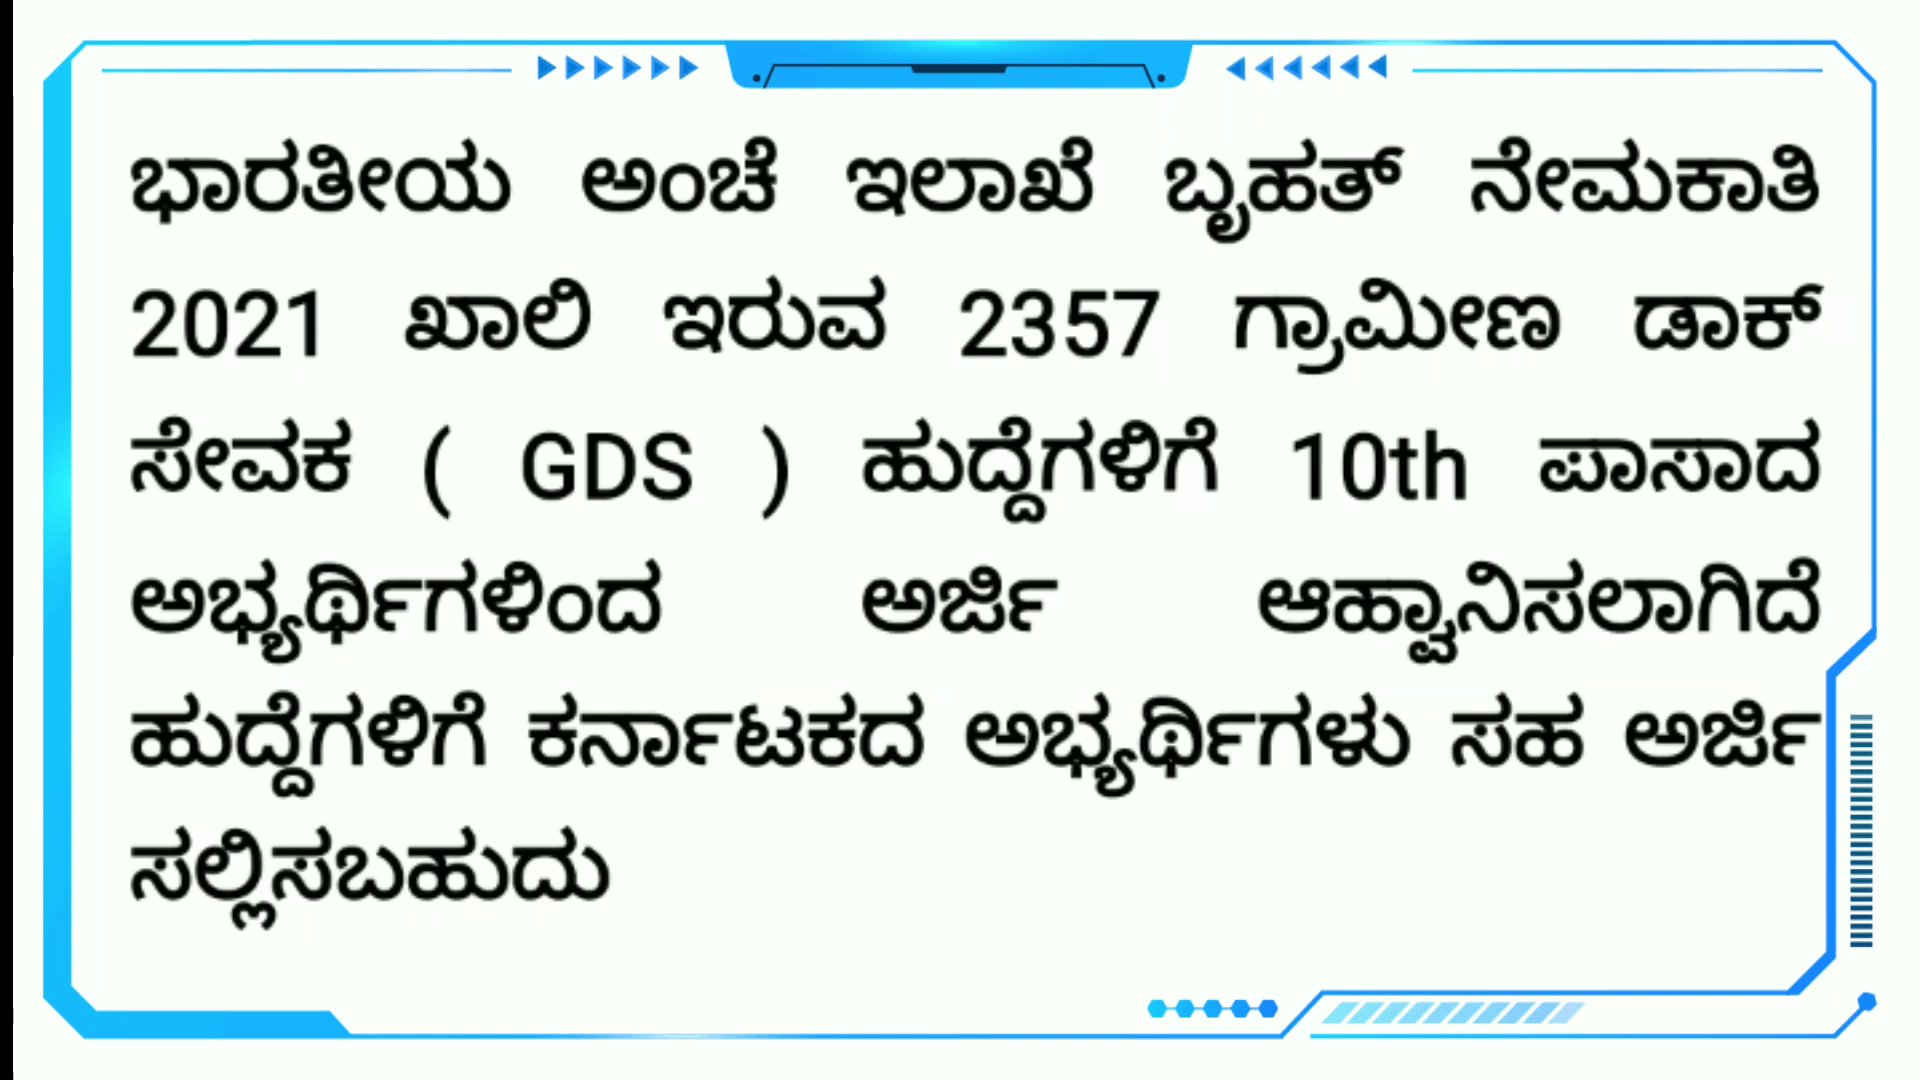 ಭಾರತೀಯ ಅಂಚೆ ಇಲಾಖೆ ಬೃಹತ್ ನೇಮಕಾತಿ
2021 ಖಾಲಿ ಇರುವ 2357 ಗ್ರಾಮೀಣ ಡಾಕ್
ಸೇವಕ ( GDS ) ಹುದ್ದೆಗಳಿಗೆ 10th ಪಾಸಾದ
ಅಭ್ಯರ್ಥಿಗಳಿಂದ ಅರ್ಜಿ ಆಹ್ವಾನಿಸಲಾಗಿದೆ
ಹುದ್ದೆಗಳಿಗೆ ಕರ್ನಾಟಕದ ಅಭ್ಯರ್ಥಿಗಳು ಸಹ ಅರ್ಜಿ
ಸಲ್ಲಿಸಬಹುದು